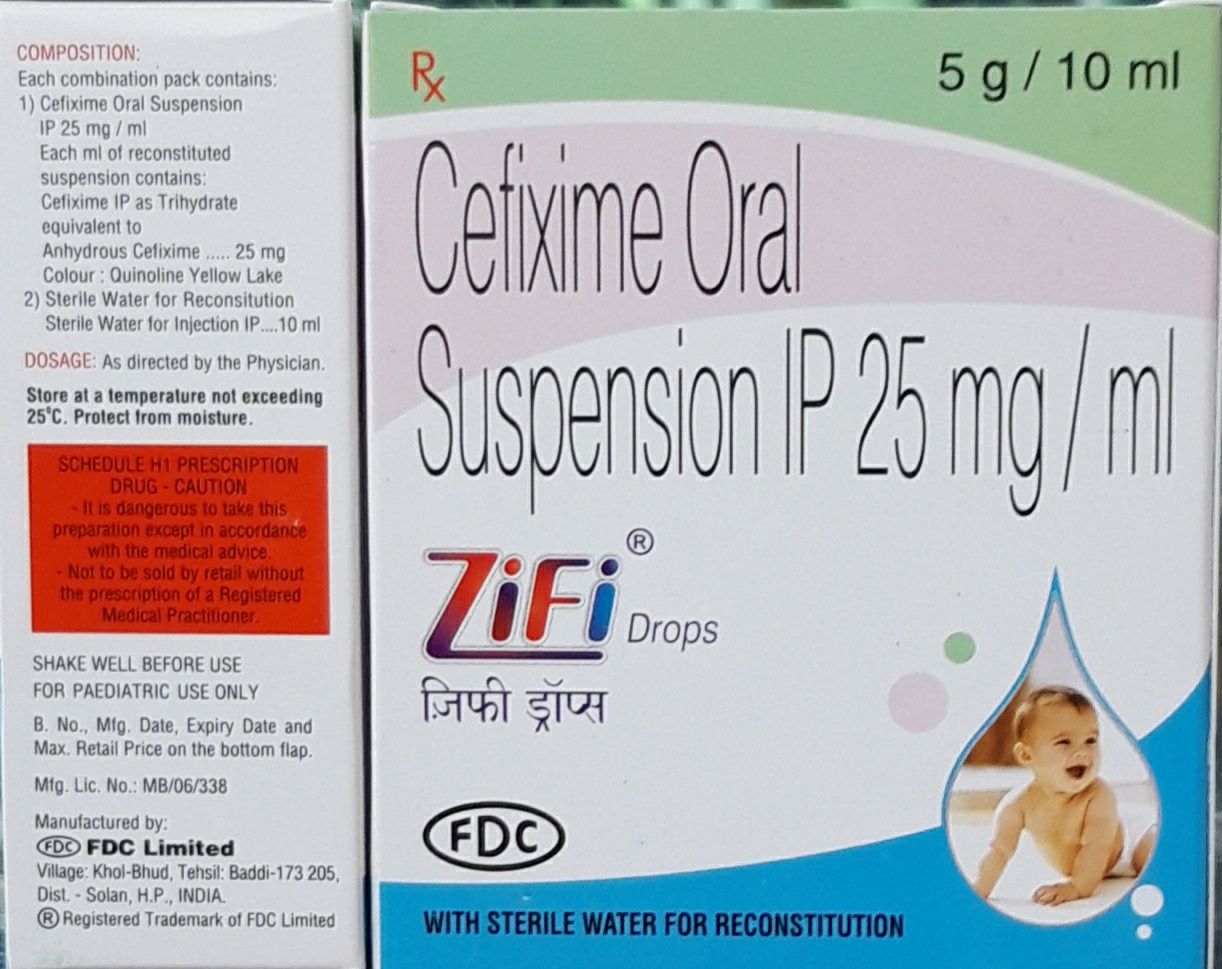 COMPOSITION:
Each combination pack contains:
1) Cefixime Oral Suspension
IP 25 mg / ml
Each ml of reconstituted
suspension contains:
Cefixime IP as Trihydrate
equivalent to
Anhydrous Cefixime ..... 25 mg
Colour : Quinoline Yellow Lake
2) Sterile Water for Reconsitution
Sterile Water for Injection IP....10 ml
DOSAGE: As directed by the Physician.
Store at a temperature not exceeding
25°C. Protect from moisture.
SCHEDULE H1 PRESCRIPTION
DRUG - CAUTION
- It is dangerous to take this
preparation except in accordance
with the medical advice.
- Not to be sold by retail without
the prescription of a Registered
Medical Practitioner.
SHAKE WELL BEFORE USE
FOR PAEDIATRIC USE ONLY
B. No., Mfg. Date, Expiry Date and
Max. Retail Price on the bottom flap.
Mfg. Lic. No.: MB/06/338
Manufactured by:
FDC FDC Limited
Village: Khol-Bhud, Tehsil: Baddi-173 205,
Dist. - Solan, H.P., INDIA.
® Registered Trademark of FDC Limited
Rx
5 g / 10 ml
Cefixime Oral
Suspension IP 25 mg / ml
ZiFi® Drops
ज़िफी ड्रॉप्स
FDC
WITH STERILE WATER FOR RECONSTITUTION